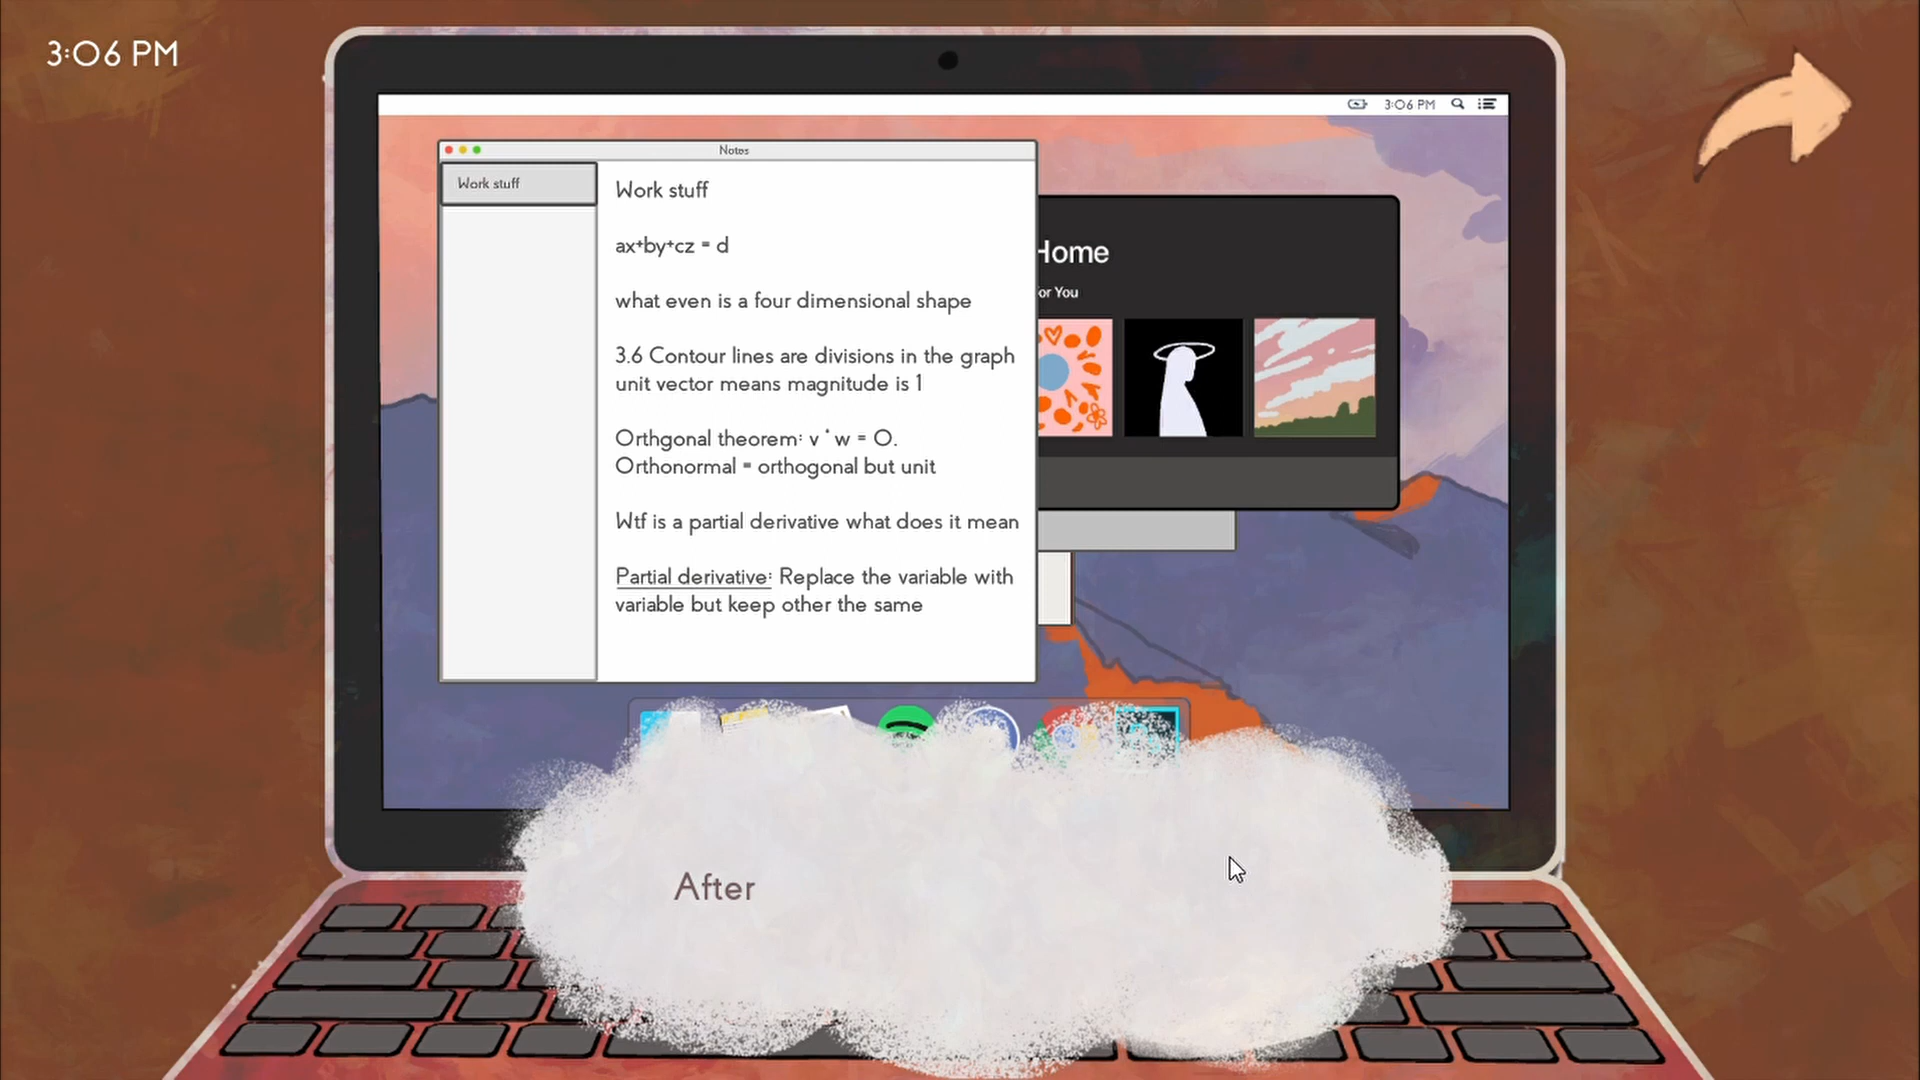 3:06 PM
3:06 PM
Notes
Work stuff
Work stuff
ax+by+cz = d
what even is a four dimensional shape
3.6 Contour lines are divisions in the graph
unit vector means magnitude is 1
Orthgonal theorem: v * w = 0.
Orthonormal = orthogonal but unit
Wtf is a partial derivative what does it mean
Partial derivative: Replace the variable with
variable but keep other the same
Home
For You
After